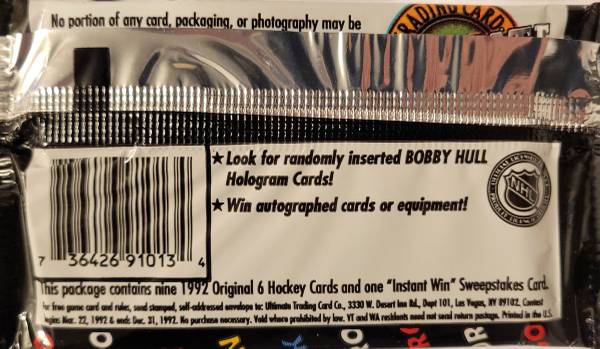 No portion of any card, packaging, or photography may be
TRADING CARDS
★ Look for randomly inserted BOBBY HULL
Hologram Cards!
★ Win autographed cards or equipment!
NHL
7 36426 91013 4
This package contains nine 1992 Original 6 Hockey Cards and one "Instant Win" Sweepstakes Card.
For free game card and rules, send stamped, self-addressed envelope to: Ultimate Trading Card Co., 3330 W. Desert Inn Rd., Dept 101, Las Vegas, NV 89102. Contest
begins Mar. 22, 1992 & ends Dec. 31, 1992. No purchase necessary. Void where prohibited by law. VT and WA residents need not send return postage. Printed in the U.S.